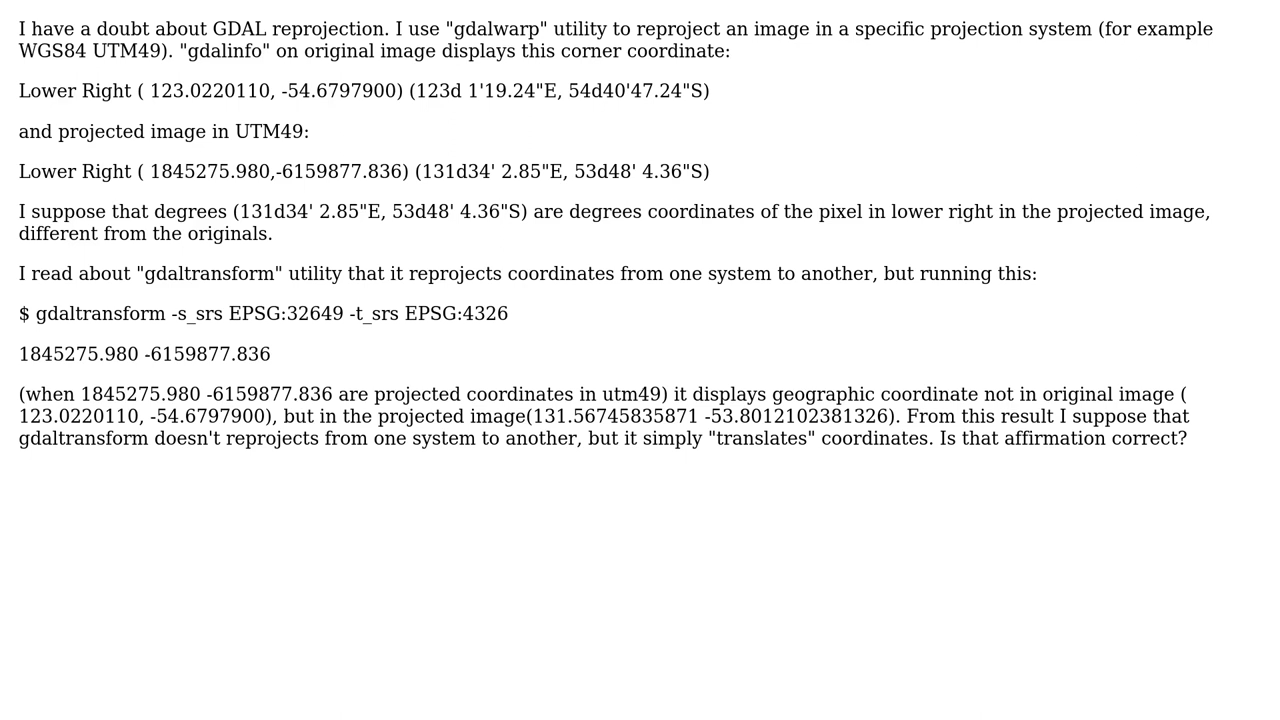 I have a doubt about GDAL reprojection. I use "gdalwarp" utility to reproject an image in a specific projection system (for example
WGS84 UTM49). "gdalinfo" on original image displays this corner coordinate:
Lower Right ( 123.0220110, -54.6797900) (123d 1'19.24"E, 54d40'47.24"S)
and projected image in UTM49:
Lower Right ( 1845275.980,-6159877.836) (131d34' 2.85"E, 53d48' 4.36"S)
I suppose that degrees (131d34' 2.85"E, 53d48' 4.36"S) are degrees coordinates of the pixel in lower right in the projected image,
different from the originals.
I read about "gdaltransform" utility that it reprojects coordinates from one system to another, but running this:
$ gdaltransform -s_srs EPSG:32649 -t_srs EPSG:4326
1845275.980 -6159877.836
(when 1845275.980 -6159877.836 are projected coordinates in utm49) it displays geographic coordinate not in original image (
123.0220110, -54.6797900), but in the projected image(131.56745835871 -53.8012102381326). From this result I suppose that
gdaltransform doesn't reprojects from one system to another, but it simply "translates" coordinates. Is that affirmation correct?